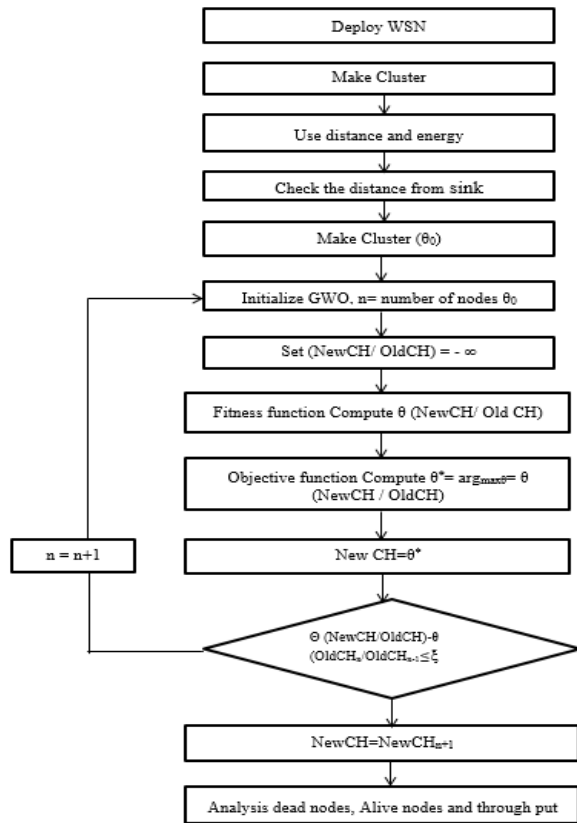 Deploy WSN
Make Cluster
Use distance and energy
Check the distance from sink
Make Cluster (θ₀)
Initialize GWO, n= number of nodes θ₀
Set (NewCH/ OldCH) = - ∞
Fitness function Compute θ (NewCH/ Old CH)
Objective function Compute θ*= argₘₐₓθ= θ
(NewCH / OldCH)
n = n+1
New CH=θ*
Θ (NewCH/OldCH)-θ
(OldCHₙ/OldCHₙ₋₁≤ξ
NewCH=NewCHₙ₊₁
Analysis dead nodes, Alive nodes and through put